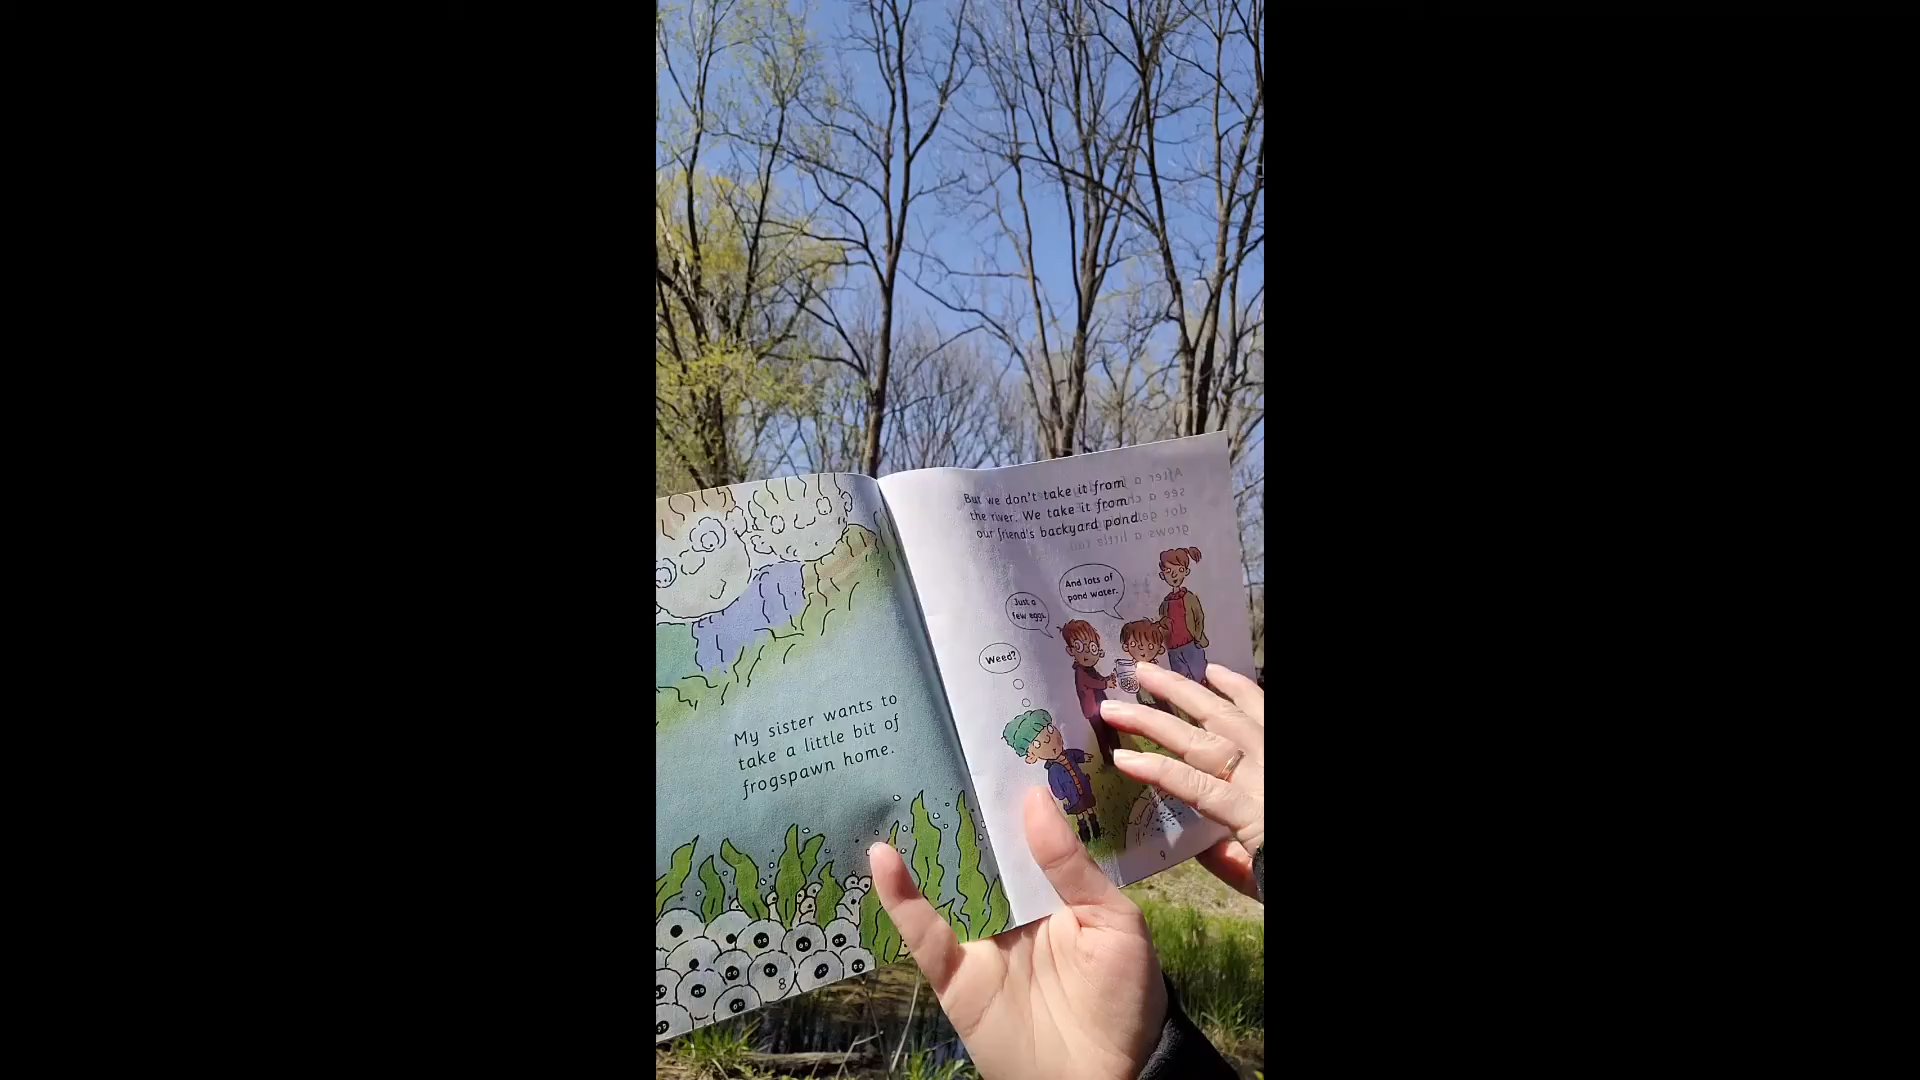 My sister wants to
take a little bit of
frogspawn home.
8
But we don't take it from
the river. We take it from
our friend's backyard pond.
And lots of
pond water.
Just a
few eggs.
Weed?
9